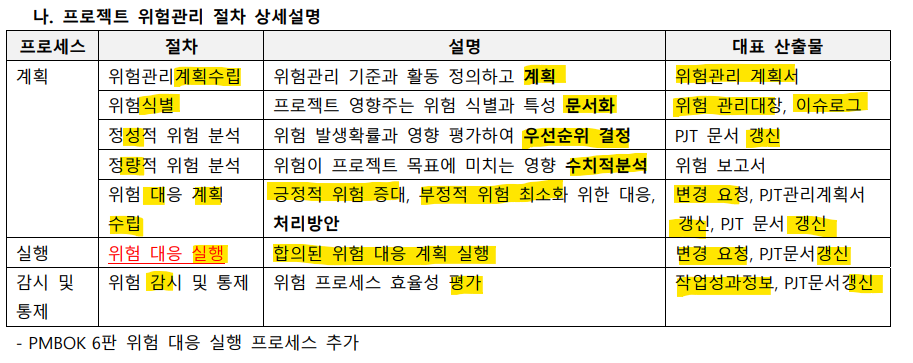 나. 프로젝트 위험관리 절차 상세설명
프로세스 절차 설명 대표 산출물
계획 위험관리계획수립 위험관리 기준과 활동 정의하고 계획 위험관리 계획서
위험식별 프로젝트 영향주는 위험 식별과 특성 문서화 위험 관리대장, 이슈로그
정성적 위험 분석 위험 발생확률과 영향 평가하여 우선순위 결정 PJT 문서 갱신
정량적 위험 분석 위험이 프로젝트 목표에 미치는 영향 수치적분석 위험 보고서
위험 대응 계획 긍정적 위험 증대, 부정적 위험 최소화 위한 대응, 변경 요청, PJT관리계획서
수립 처리방안 갱신, PJT 문서 갱신
실행 위험 대응 실행 합의된 위험 대응 계획 실행 변경 요청, PJT문서갱신
감시 및 위험 감시 및 통제 위험 프로세스 효율성 평가 작업성과정보, PJT문서갱신
통제
- PMBOK 6판 위험 대응 실행 프로세스 추가